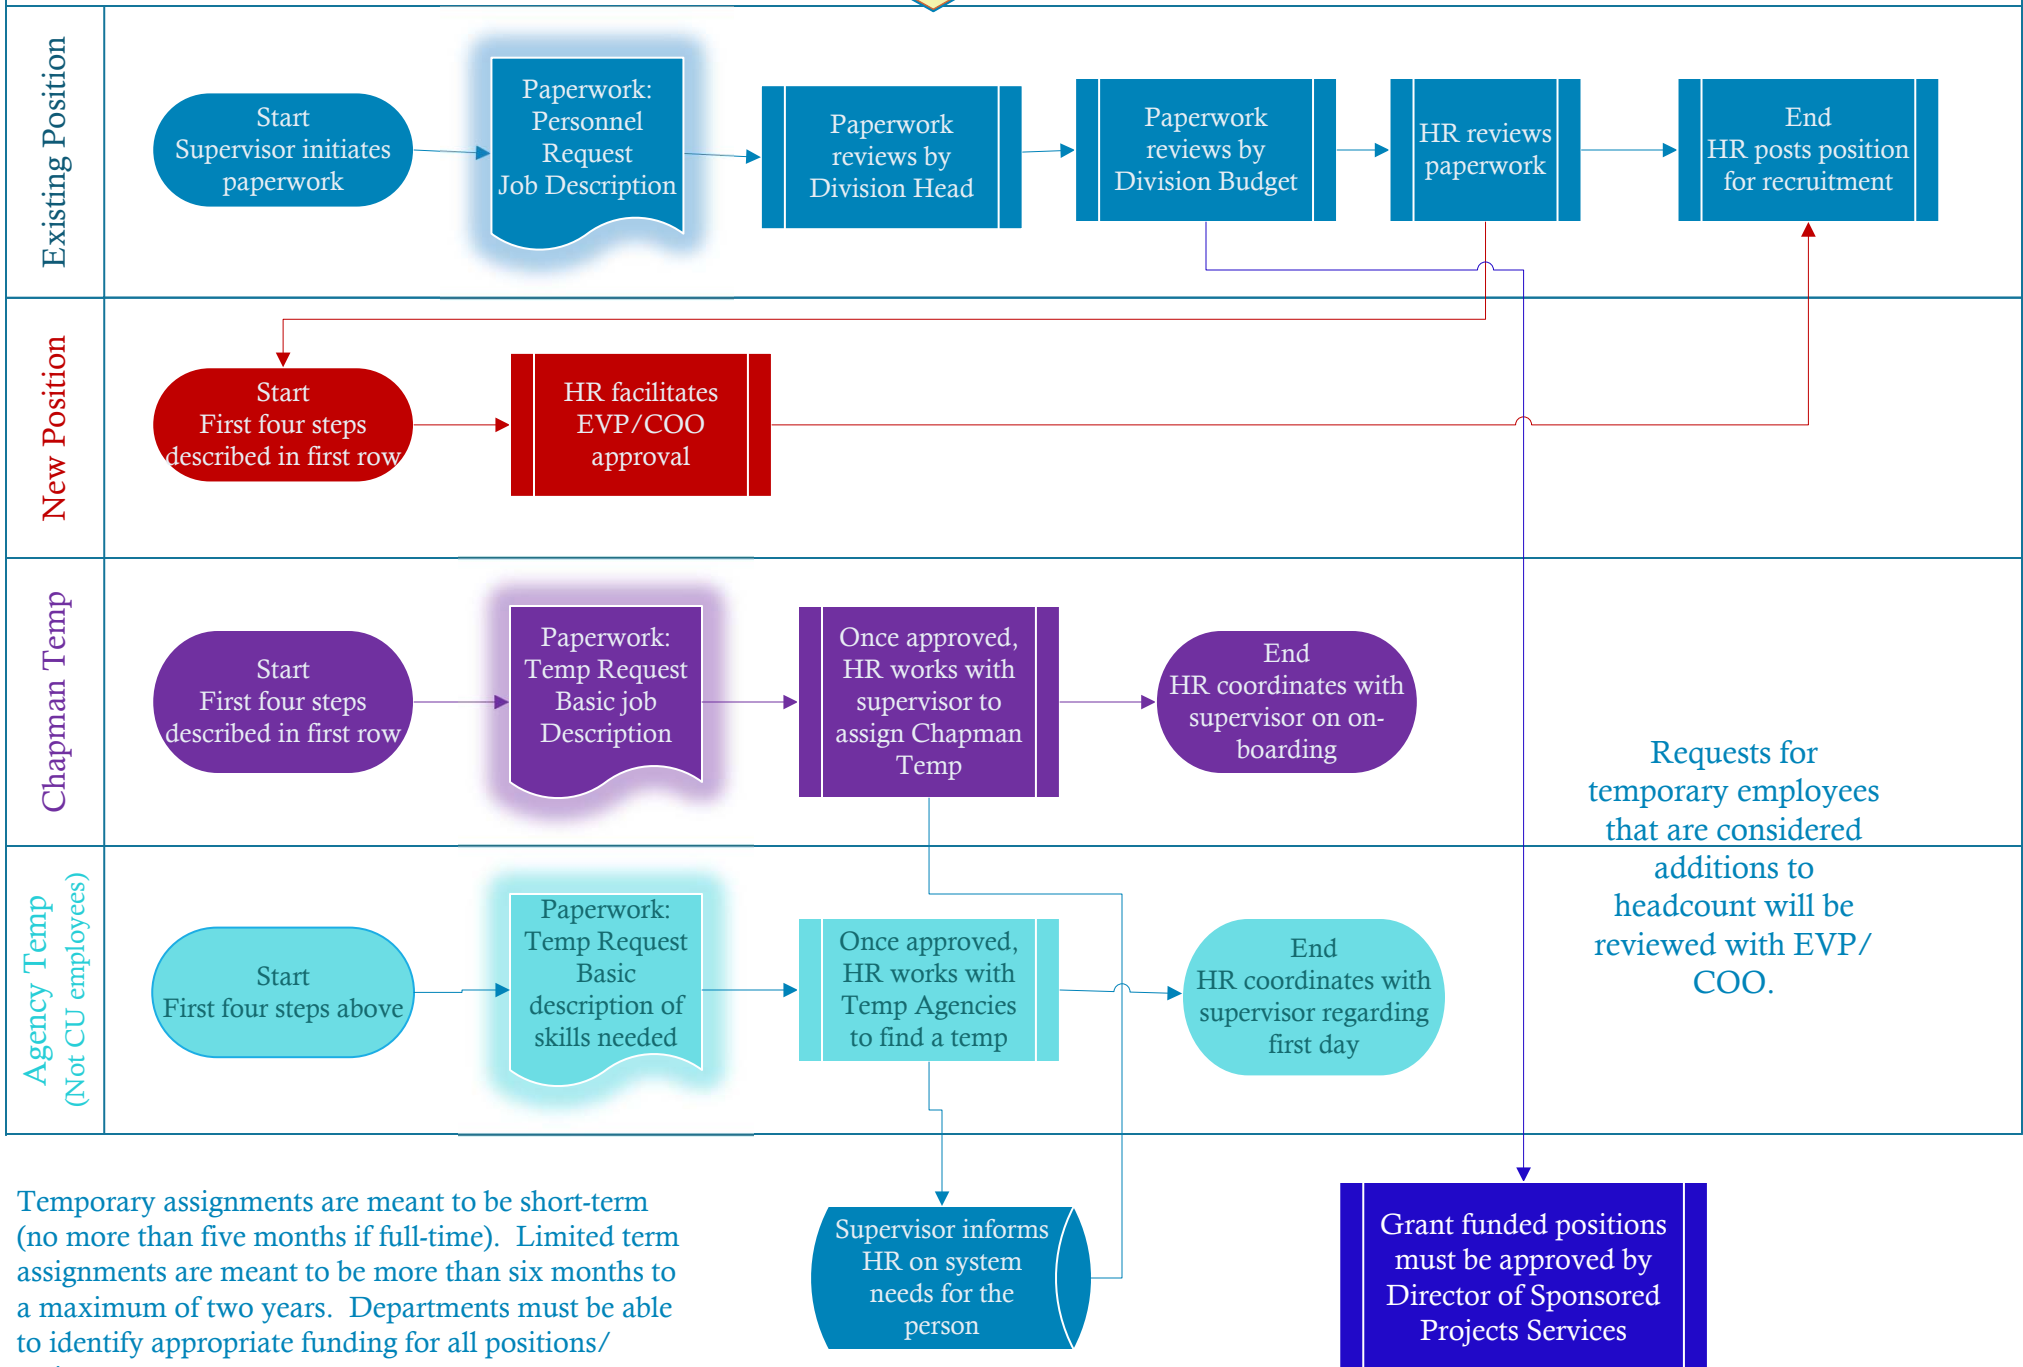 Existing Position
Start
Supervisor initiates
paperwork
Paperwork:
Personnel
Request
Job Description
Paperwork
reviews by
Division Head
Paperwork
reviews by
Division Budget
HR reviews
paperwork
End
HR posts position
for recruitment
New Position
Start
First four steps
described in first row
HR facilitates
EVP/COO
approval
Chapman Temp
Start
First four steps
described in first row
Paperwork:
Temp Request
Basic job
Description
Once approved,
HR works with
supervisor to
assign Chapman
Temp
End
HR coordinates with
supervisor on on-
boarding
Requests for
temporary employees
that are considered
additions to
headcount will be
reviewed with EVP/
COO.
Agency Temp
(Not CU employees)
Start
First four steps above
Paperwork:
Temp Request
Basic
description of
skills needed
Once approved,
HR works with
Temp Agencies
to find a temp
End
HR coordinates with
supervisor regarding
first day
Temporary assignments are meant to be short-term
(no more than five months if full-time).  Limited term
assignments are meant to be more than six months to
a maximum of two years.  Departments must be able
to identify appropriate funding for all positions/
Supervisor informs
HR on system
needs for the
person
Grant funded positions
must be approved by
Director of Sponsored
Projects Services